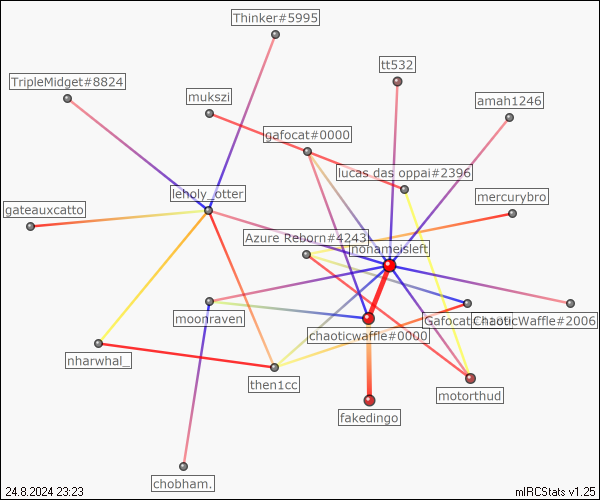 Thinker#5995
tt532
TripleMidget#8824
mukszi
amah1246
gafocat#0000
lucas das oppai#2396
leholy_otter
mercurybro
gateauxcatto
Azure Reborn#4243
nonameisleft
moonraven
Gafocat
ChaoticWaffle#2006
chaoticwaffle#0000
nharwhal_
then1cc
motorthud
fakedingo
chobham.
24.8.2024 23:23
mIRCStats v1.25